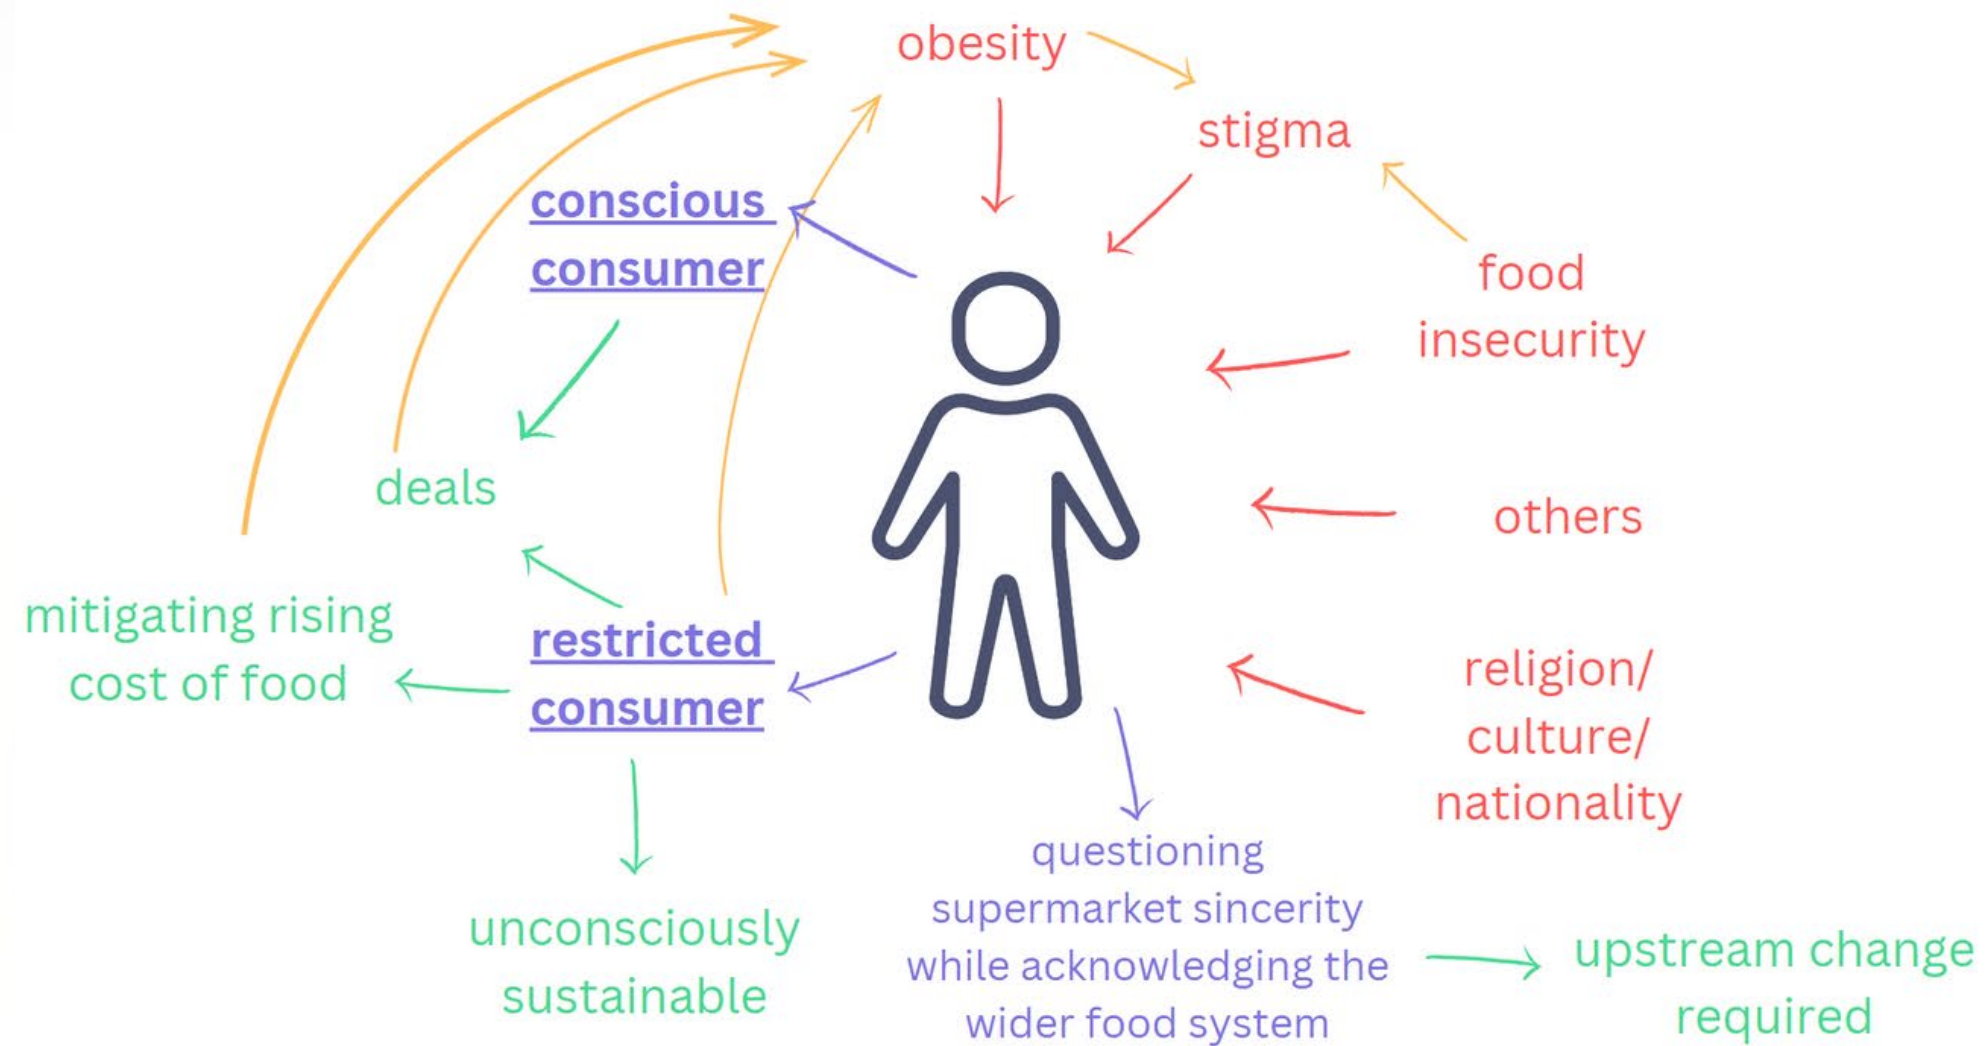 obesity
stigma
conscious
consumer
food
insecurity
deals
others
mitigating rising
cost of food
restricted
consumer
religion/
culture/
nationality
questioning
supermarket sincerity
while acknowledging the
wider food system
unconsciously
sustainable
upstream change
required